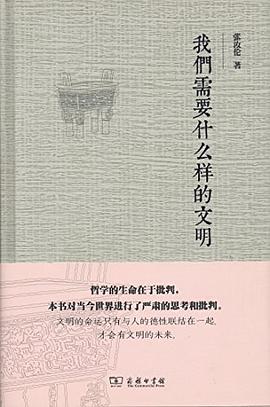 张汝伦 著
我們需要什么样的文明
哲学的生命在于批判。
本书对当今世界进行了严肃的思考和批判。
文明的命运只有与人的德性联结在一起,
才会有文明的未来。
商務印書館
The Commercial Press